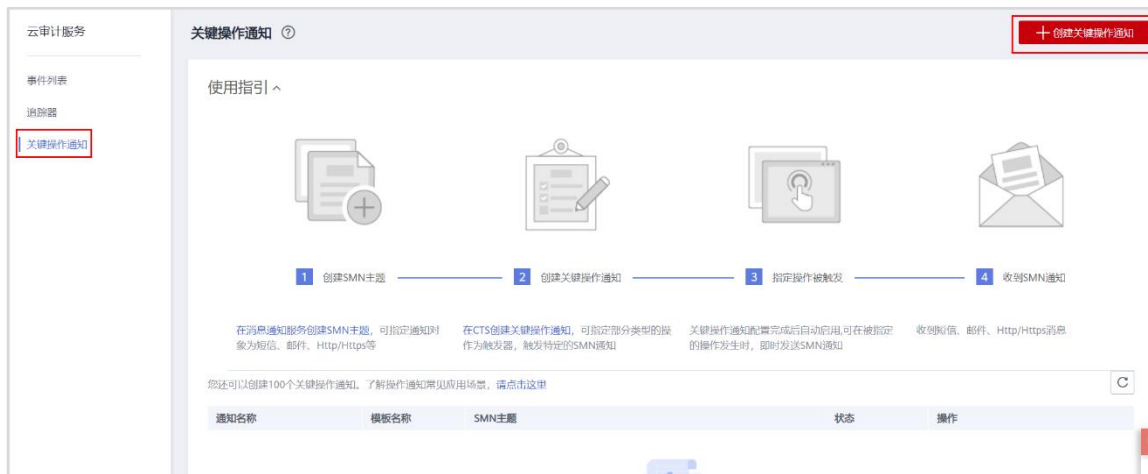 云审计服务
事件列表
追踪器
关键操作通知
关键操作通知
创建关键操作通知
使用指引
1 创建SMN主题
2 创建关键操作通知
3 指定操作被触发
4 收到SMN通知
在消息通知服务创建SMN主题，可指定通知对
象为短信、邮件、Http/Https等
在CTS创建关键操作通知，可指定部分类型的操
作为触发器，触发特定的SMN通知
关键操作通知配置完成后自动启用,可在被指定
的操作发生时，即时发送SMN通知
收到短信、邮件、Http/Https消息
您还可以创建100个关键操作通知。了解操作通知常见应用场景，请点击这里
通知名称 模板名称 SMN主题 状态 操作